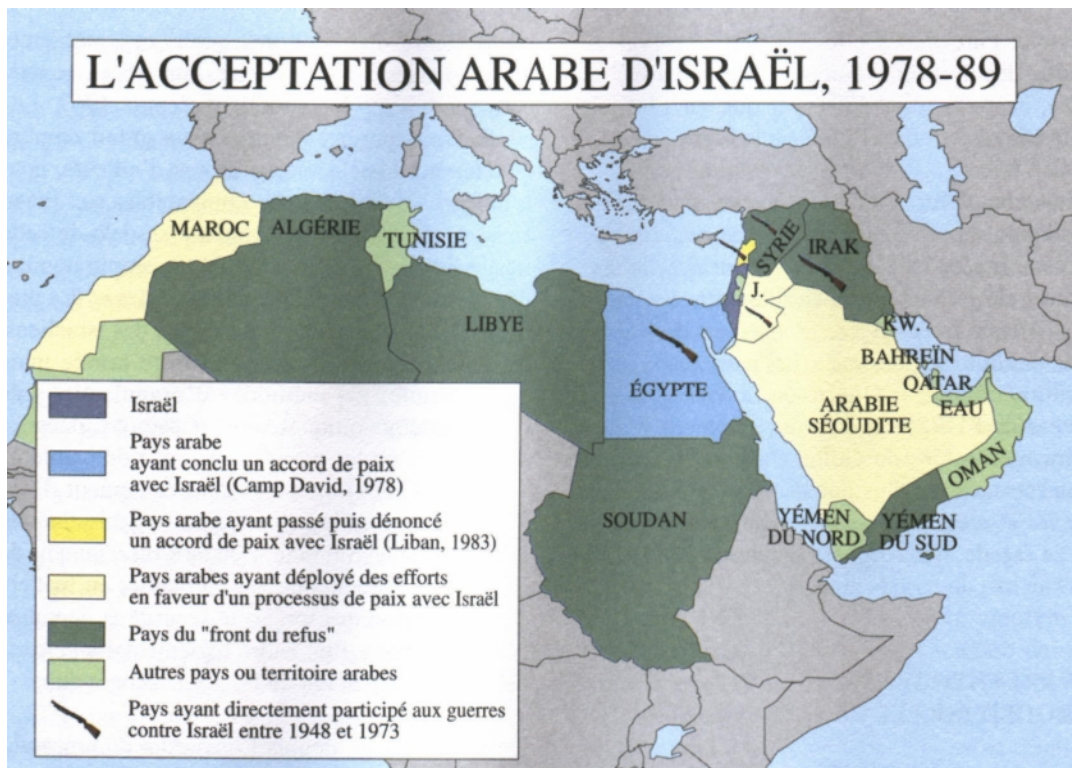 L'ACCEPTATION ARABE D'ISRAËL, 1978-89
MAROC
ALGÉRIE
TUNISIE
LIBYE
ÉGYPTE
SOUDAN
SYRIE
IRAK
J.
KW.
BAHREÏN
QATAR
EAU
ARABIE
SÉOUDITE
OMAN
YÉMEN
DU NORD
YÉMEN
DU SUD
Israël
Pays arabe
ayant conclu un accord de paix
avec Israël (Camp David, 1978)
Pays arabe ayant passé puis dénoncé
un accord de paix avec Israël (Liban, 1983)
Pays arabes ayant déployé des efforts
en faveur d'un processus de paix avec Israël
Pays du "front du refus"
Autres pays ou territoire arabes
Pays ayant directement participé aux guerres
contre Israël entre 1948 et 1973